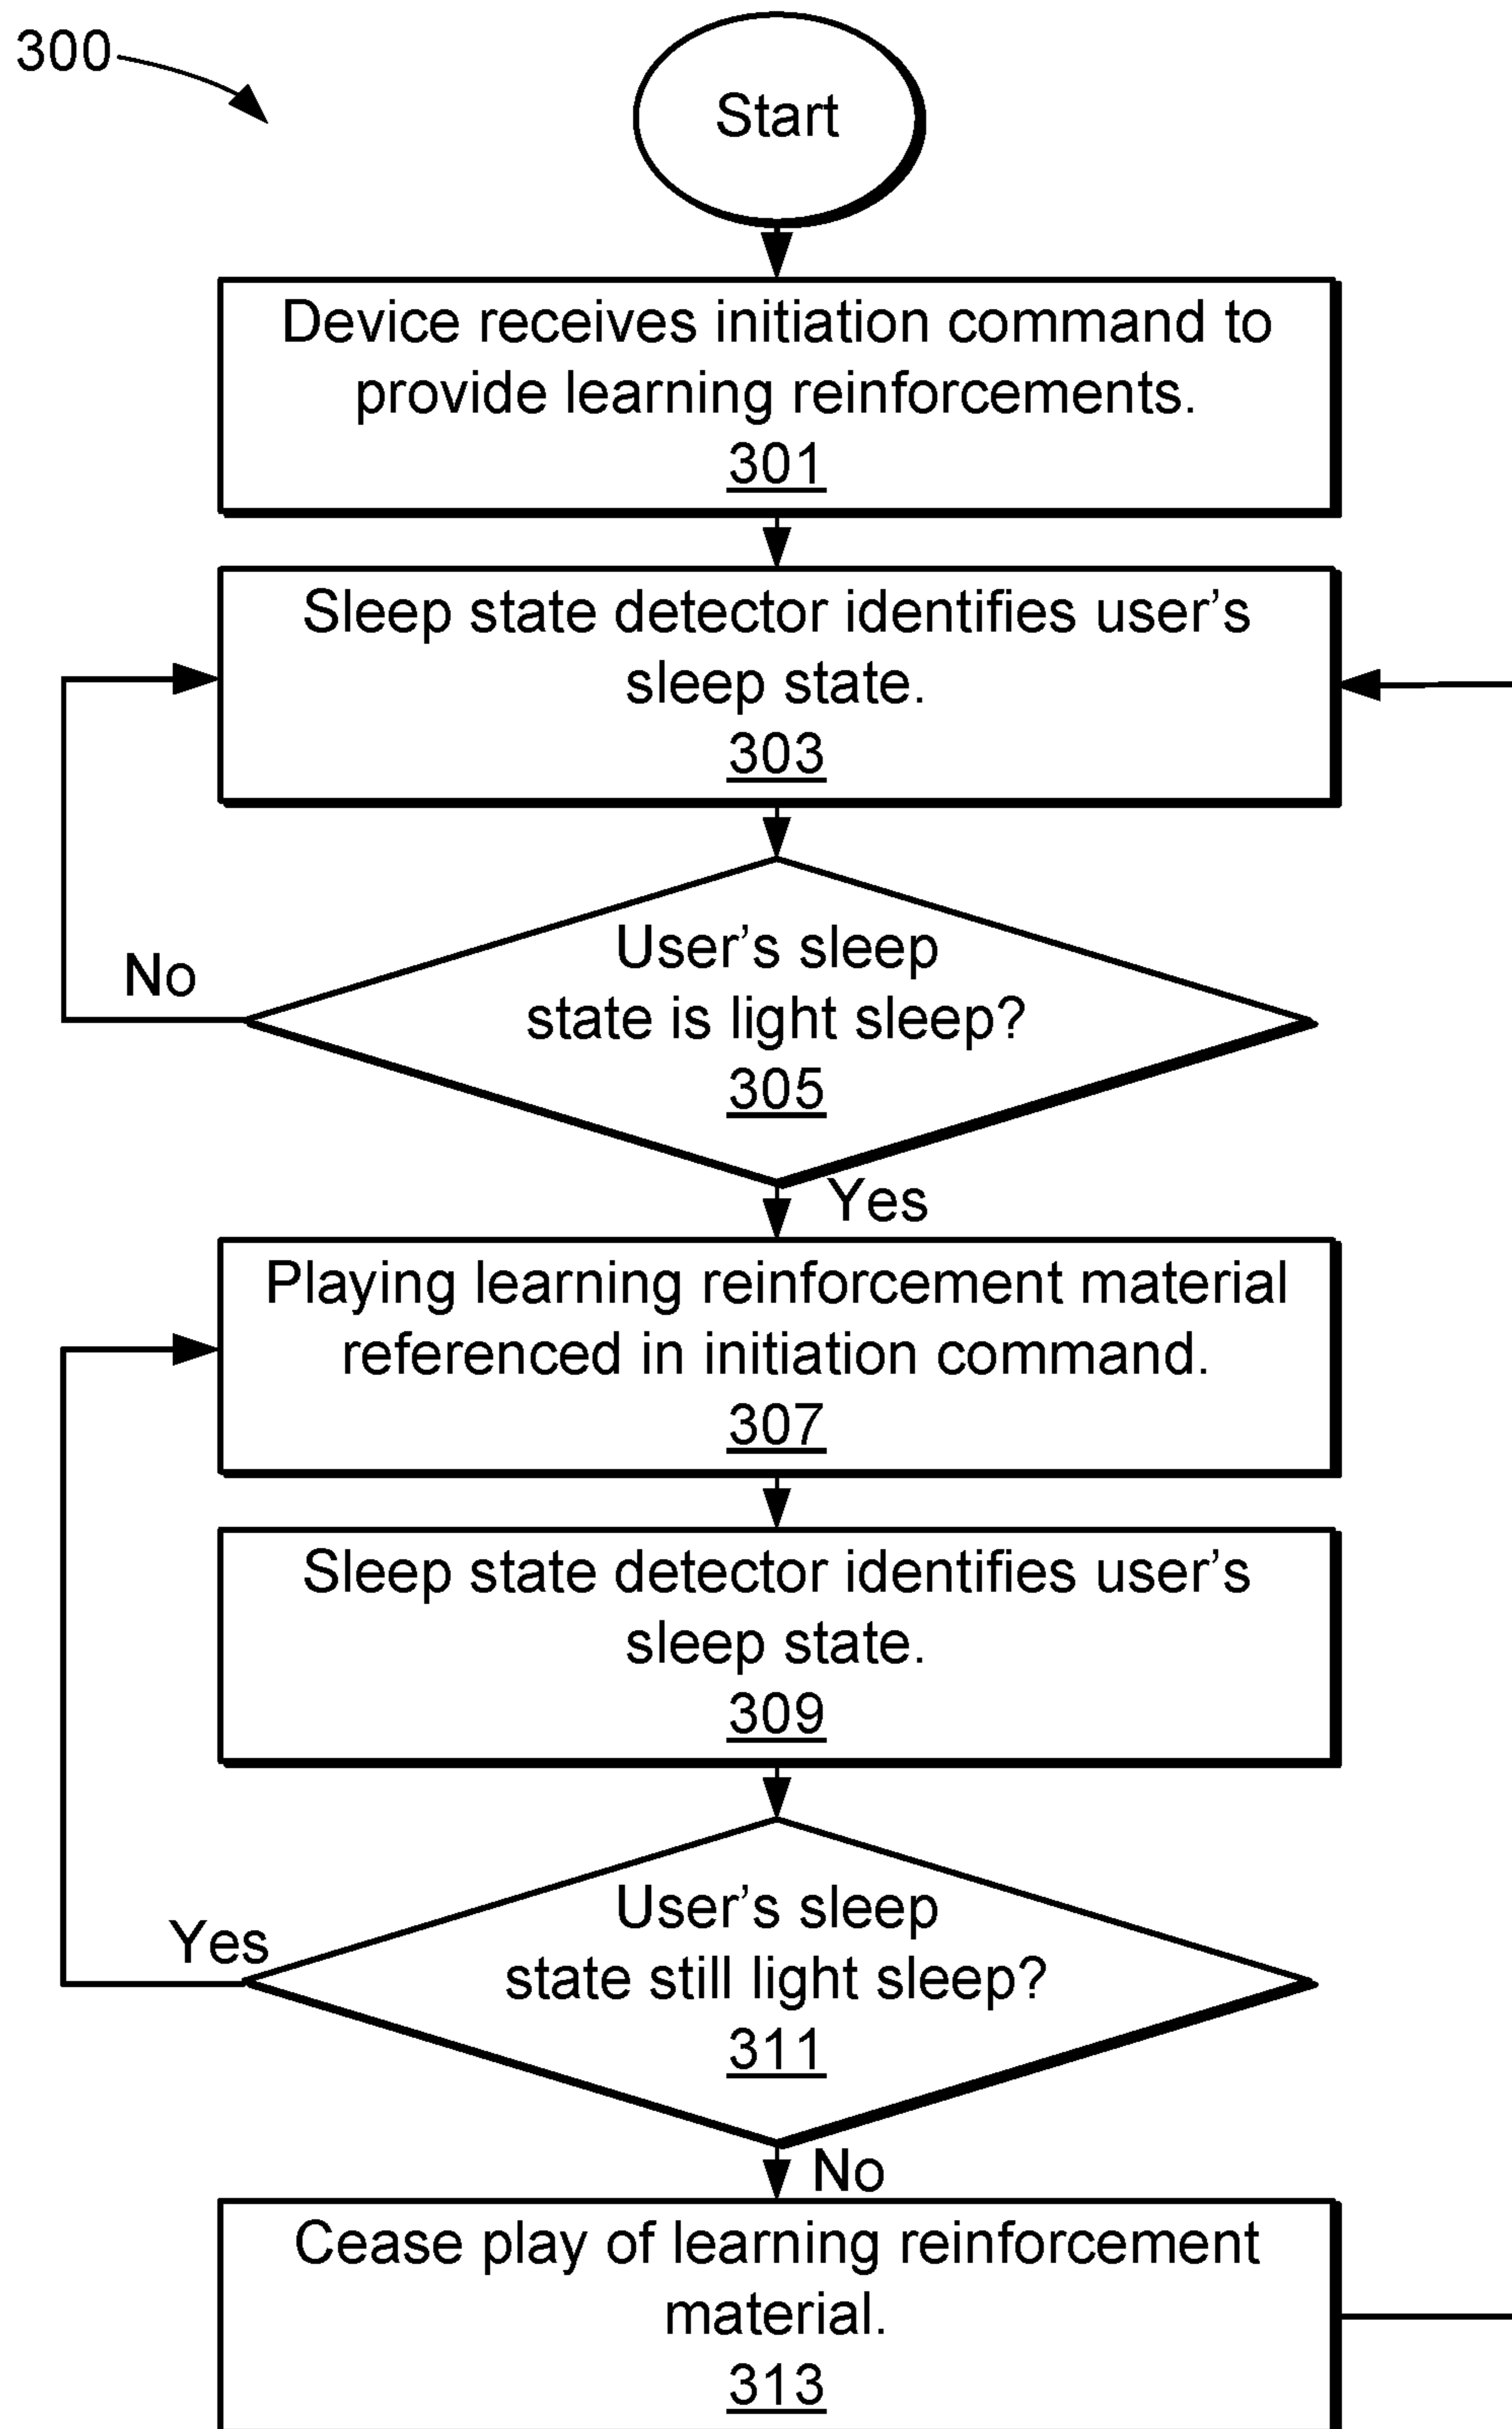 300
Start
Device receives initiation command to
provide learning reinforcements.
301
Sleep state detector identifies user’s
sleep state.
303
User’s sleep
state is light sleep?
305
No
Yes
Playing learning reinforcement material
referenced in initiation command.
307
Sleep state detector identifies user’s
sleep state.
309
User’s sleep
state still light sleep?
311
Yes
No
Cease play of learning reinforcement
material.
313